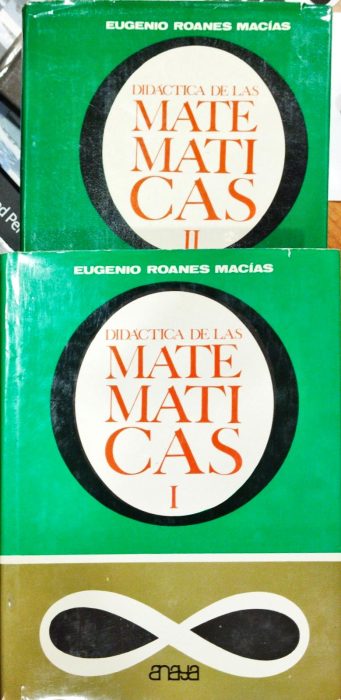 EUGENIO ROANES MACÍAS
DIDACTICA DE LAS
MATE
MATI
CAS
II
EUGENIO ROANES MACÍAS
DIDACTICA DE LAS
MATE
MATI
CAS
I
anaya